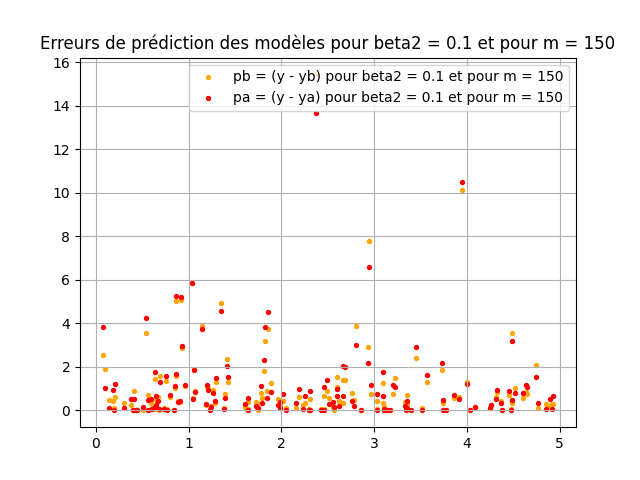 Erreurs de prédiction des modèles pour beta2 = 0.1 et pour m = 150
pb = (y - yb) pour beta2 = 0.1 et pour m = 150
pa = (y - ya) pour beta2 = 0.1 et pour m = 150
16
14
12
10
8
6
4
2
0
0 1 2 3 4 5